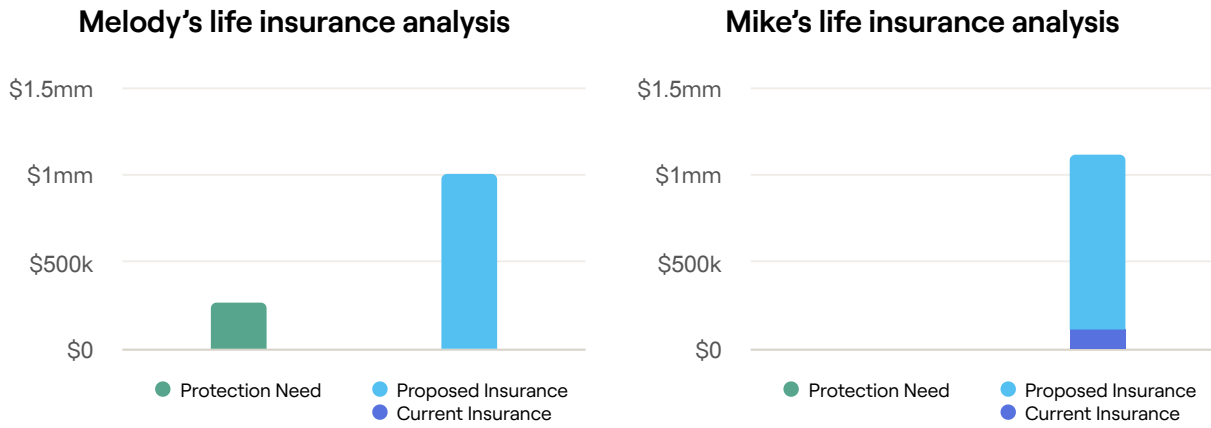 Melody’s life insurance analysis
$1.5mm
$1mm
$500k
$0
Protection Need
Proposed Insurance
Current Insurance
Mike’s life insurance analysis
$1.5mm
$1mm
$500k
$0
Protection Need
Proposed Insurance
Current Insurance